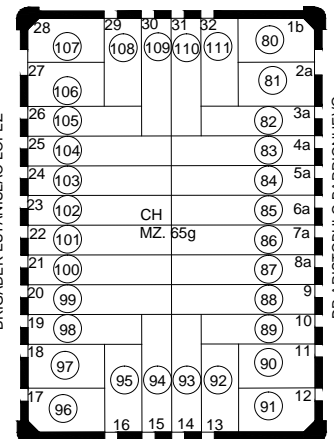 28 29 30 31 32 1b
107 108 109 110 111 80
27 81 2a
106
26 105 82 3a
25 104 83 4a
24 103 84 5a
23 102 85 6a
CH
22 101 MZ. 65g 86 7a
21 100 87 8a
20 99 88 9
19 98 89 10
18 97 90 11
95 94 93 92
17 96 91 12
16 15 14 13